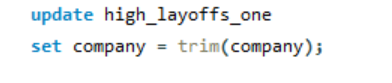 update high_layoffs_one
set company = trim(company);